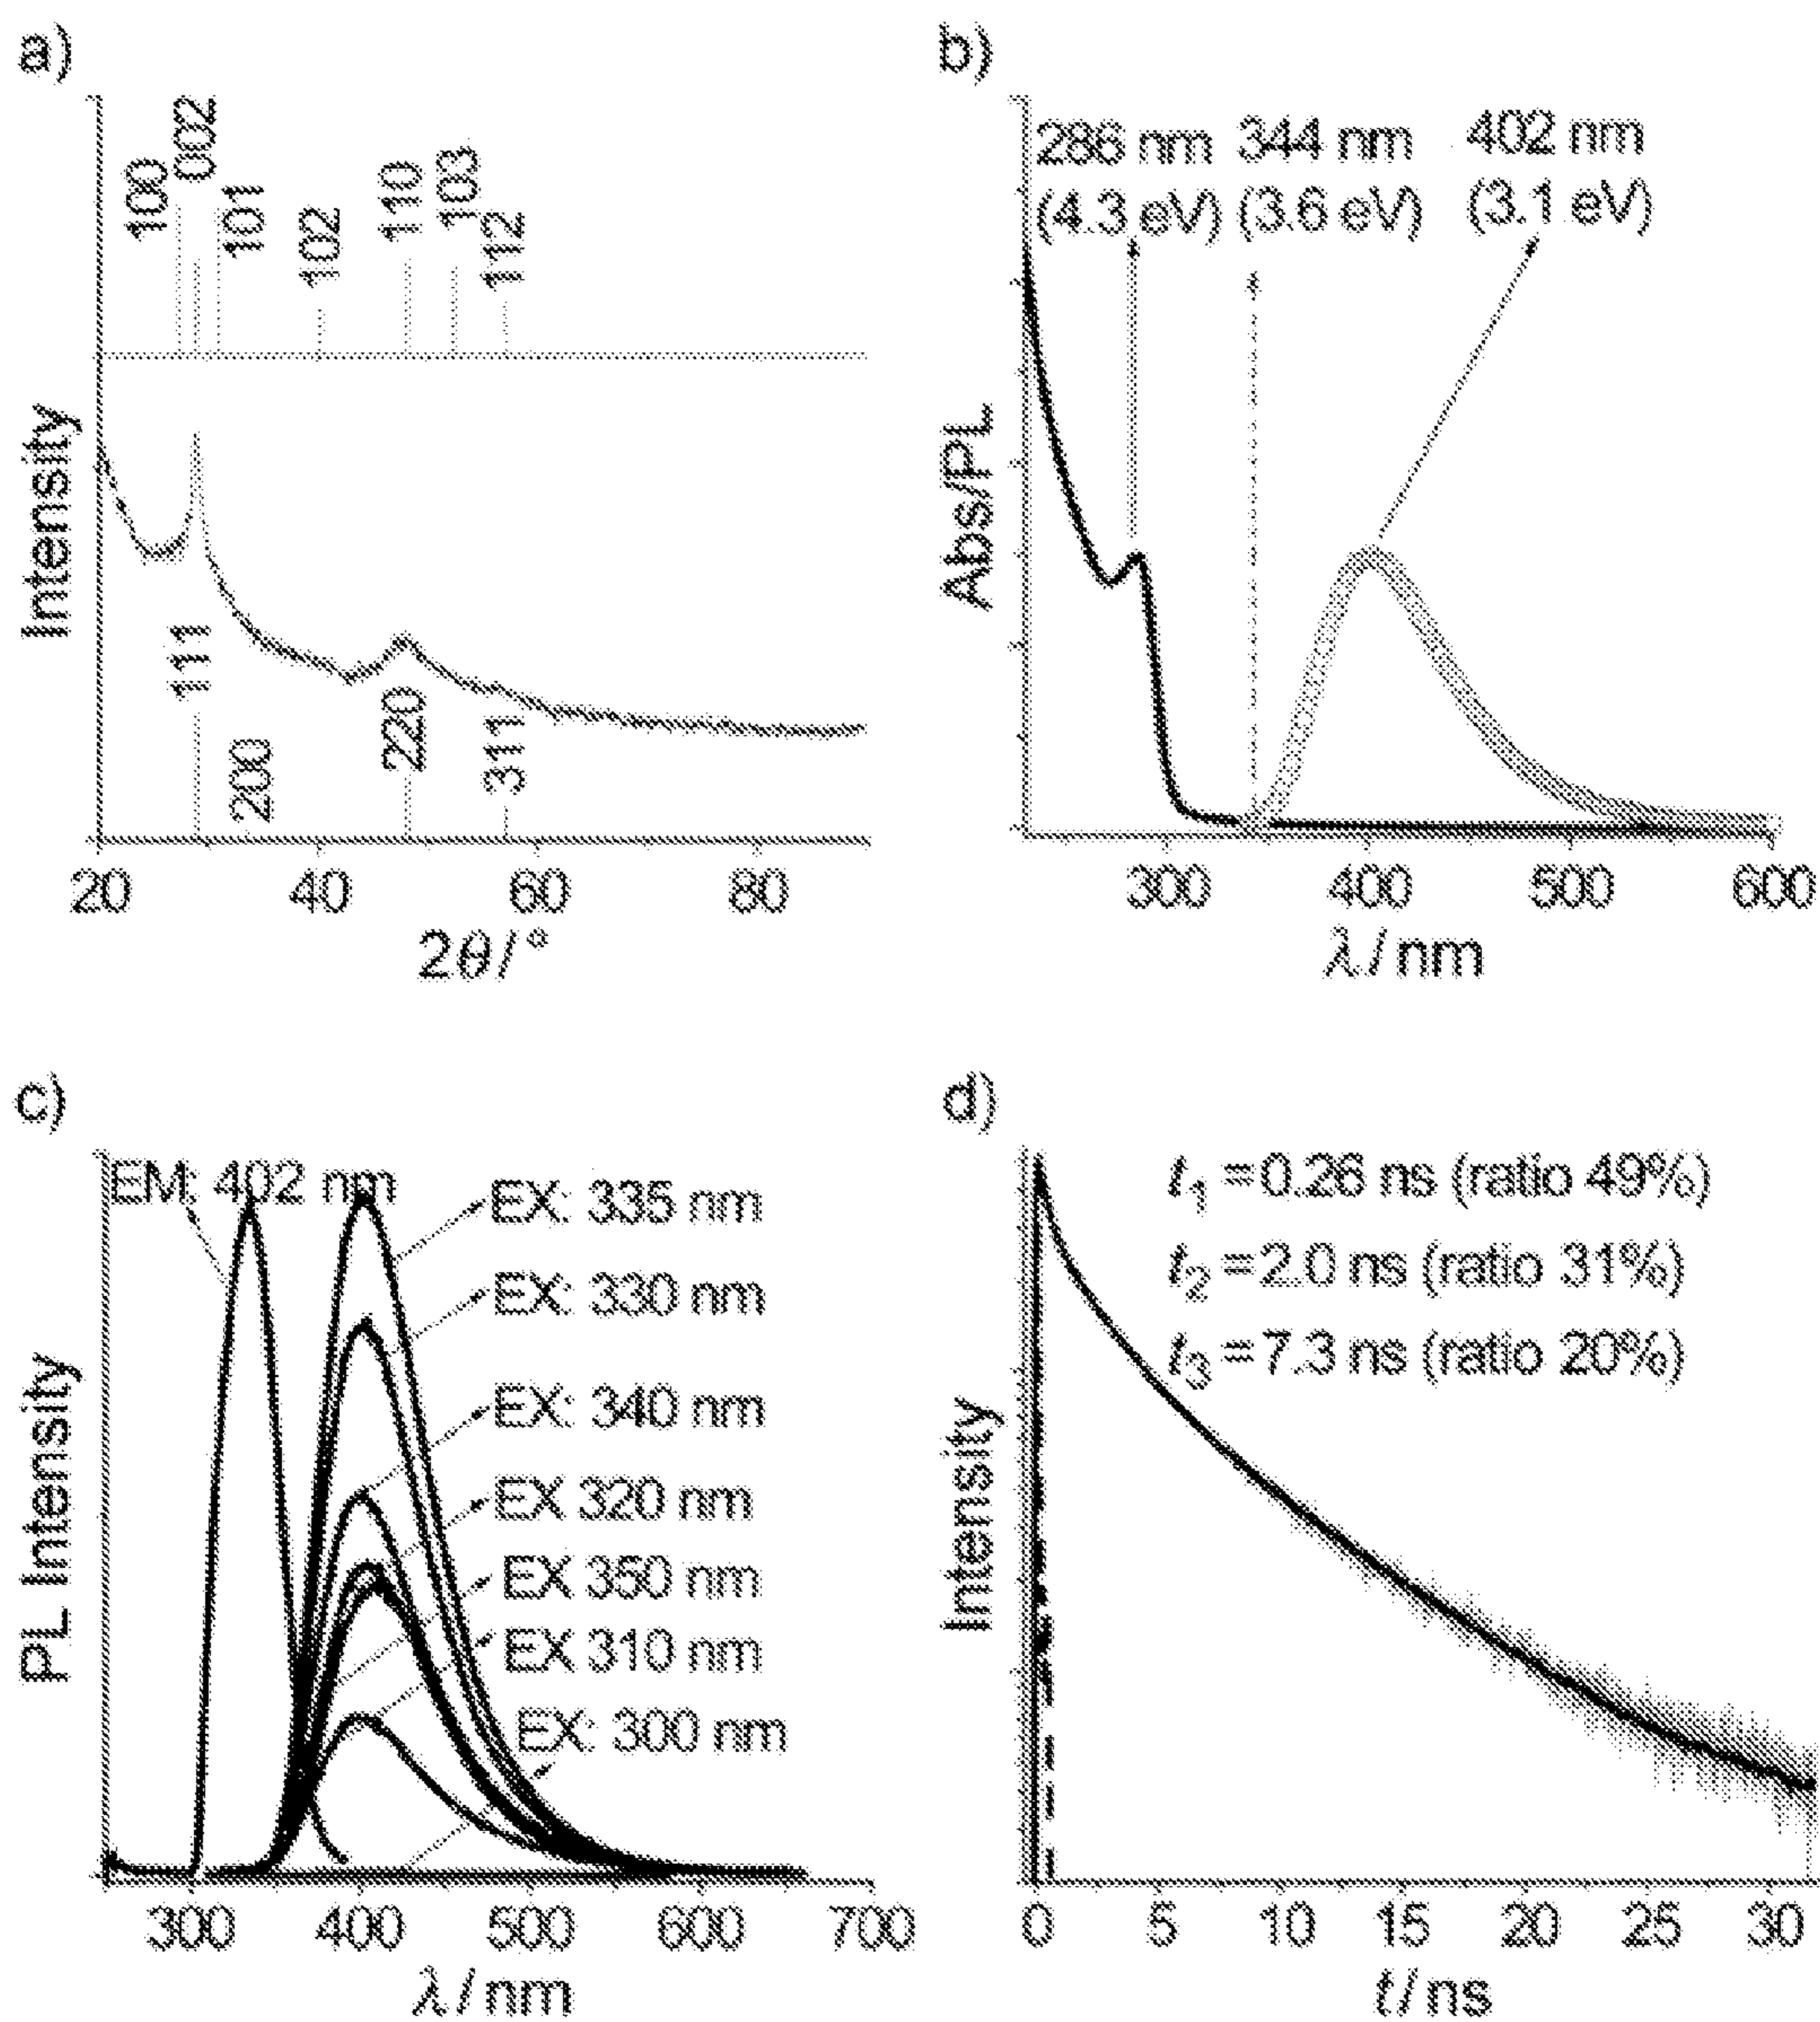 a)
100
002
101
102
110
103
112
Intensity
111
200
220
311
20 40 60 80
2θ/°
b)
286 nm 344 nm 402 nm
(4.3 eV) (3.6 eV) (3.1 eV)
Abs/PL
300 400 500 600
λ/nm
c)
EM: 402 nm
EX: 335 nm
EX: 330 nm
EX: 340 nm
EX 320 nm
EX 350 nm
EX 310 nm
EX: 300 nm
PL Intensity
300 400 500 600 700
λ/nm
d)
t1 = 0.26 ns (ratio 49%)
t2 = 2.0 ns (ratio 31%)
t3 = 7.3 ns (ratio 20%)
Intensity
0 5 10 15 20 25 30
t/ns